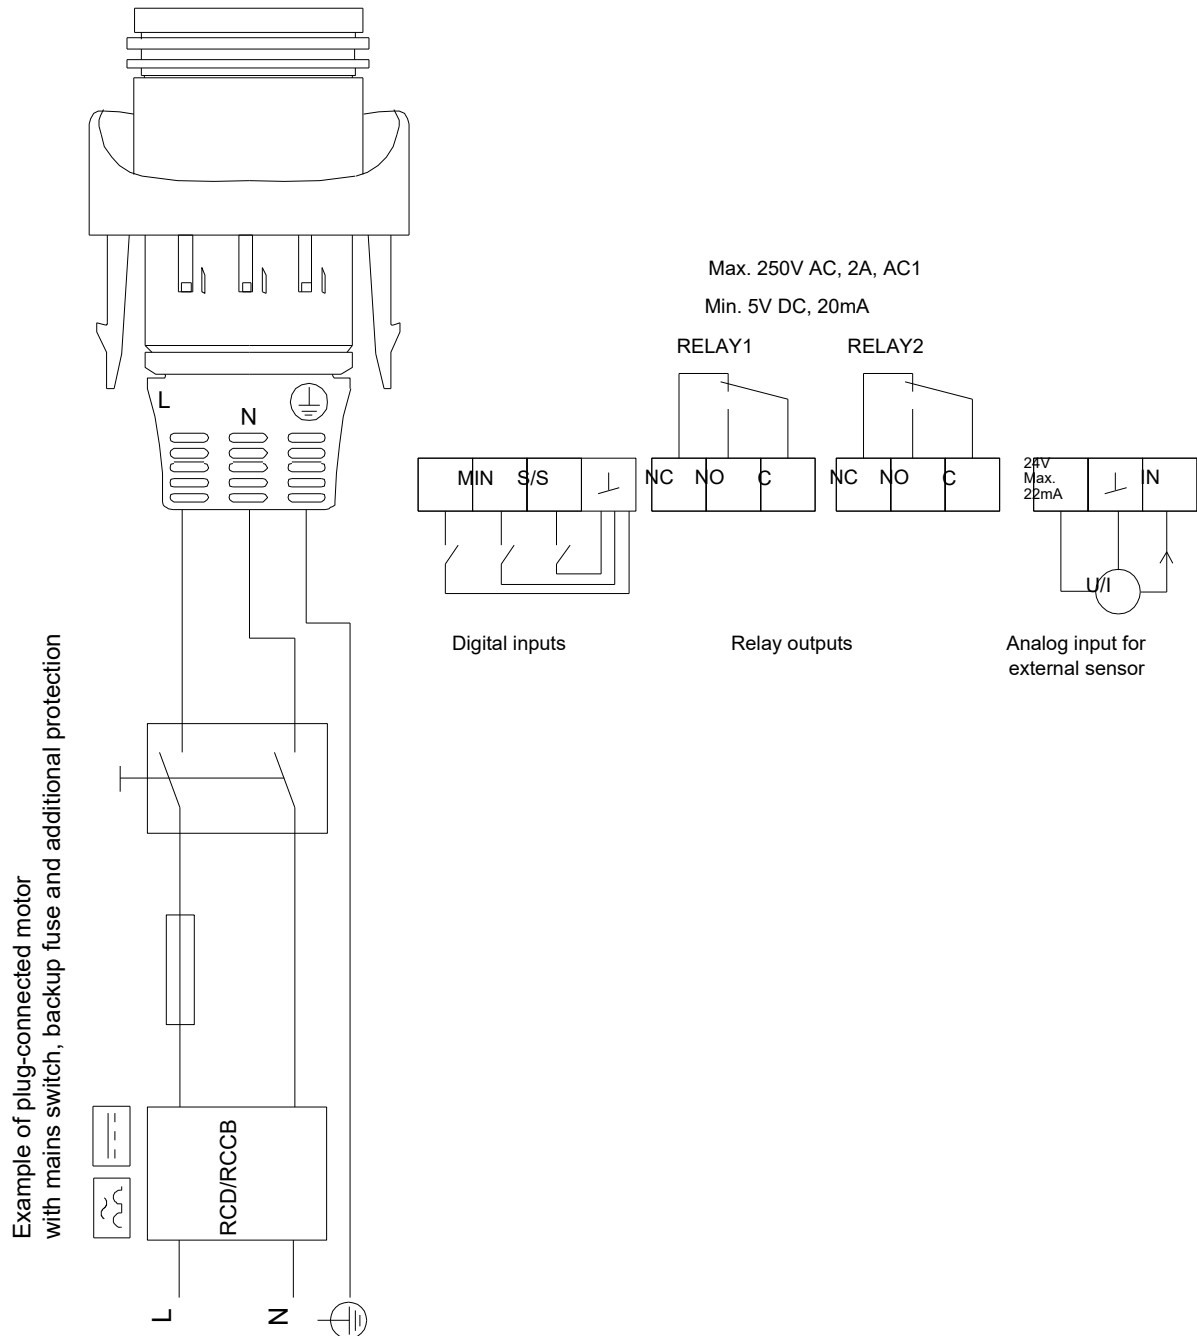 Max. 250V AC, 2A, AC1
Min. 5V DC, 20mA
RELAY1 RELAY2
L
N
MIN S/S NC NO C NC NO C
24V
Max.
22mA
IN
U/I
Digital inputs Relay outputs Analog input for
external sensor
Example of plug-connected motor
with mains switch, backup fuse and additional protection
RCD/RCCB
L N